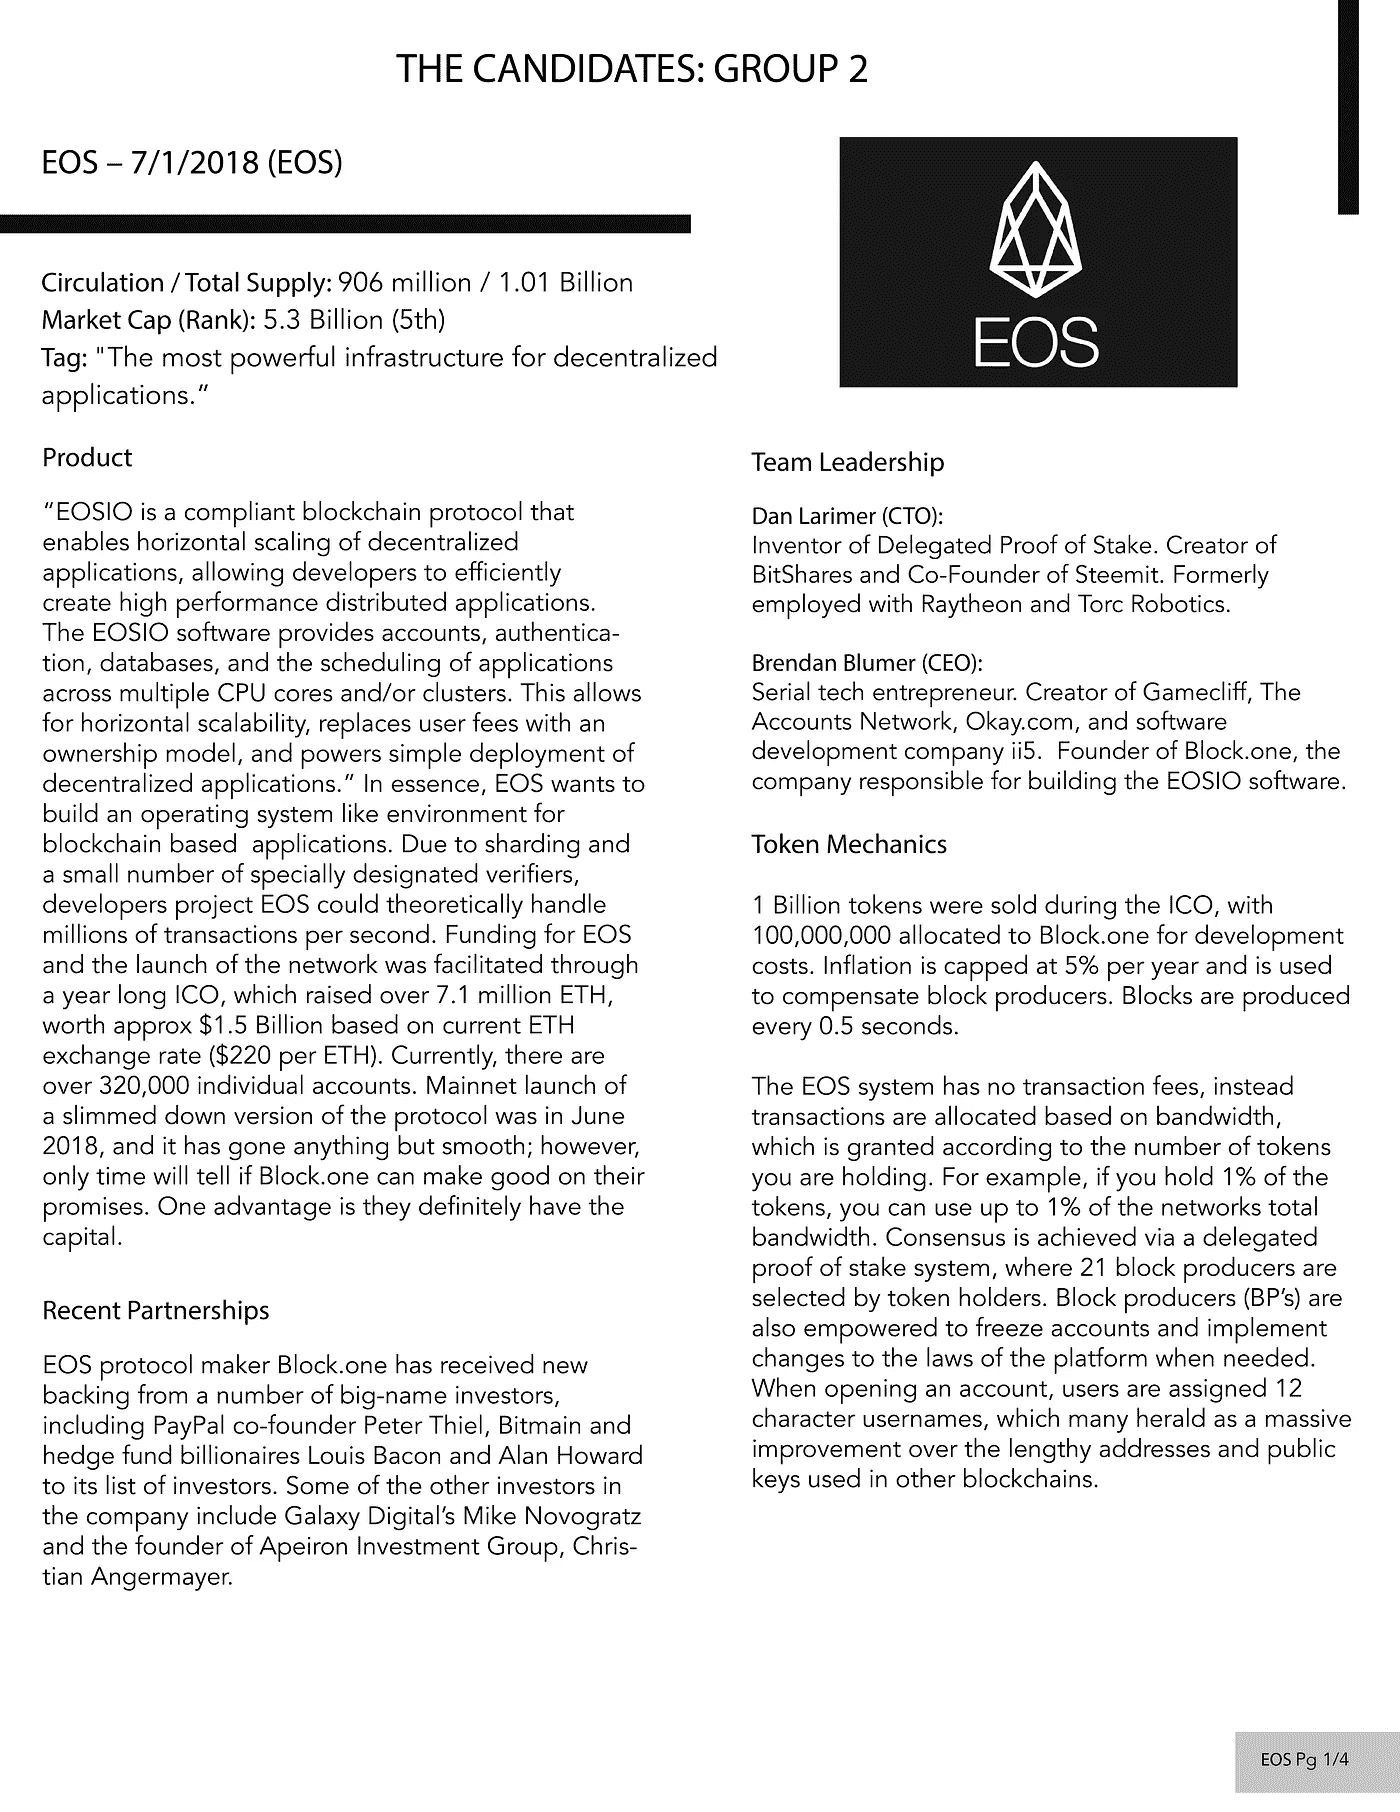 THE CANDIDATES: GROUP 2
EOS – 7/1/2018 (EOS)
EOS
Circulation / Total Supply: 906 million / 1.01 Billion
Market Cap (Rank): 5.3 Billion (5th)
Tag: "The most powerful infrastructure for decentralized
applications.”
Product
“EOSIO is a compliant blockchain protocol that
enables horizontal scaling of decentralized
applications, allowing developers to efficiently
create high performance distributed applications.
The EOSIO software provides accounts, authentica-
tion, databases, and the scheduling of applications
across multiple CPU cores and/or clusters. This allows
for horizontal scalability, replaces user fees with an
ownership model, and powers simple deployment of
decentralized applications.” In essence, EOS wants to
build an operating system like environment for
blockchain based  applications. Due to sharding and
a small number of specially designated verifiers,
developers project EOS could theoretically handle
millions of transactions per second. Funding for EOS
and the launch of the network was facilitated through
a year long ICO, which raised over 7.1 million ETH,
worth approx $1.5 Billion based on current ETH
exchange rate ($220 per ETH). Currently, there are
over 320,000 individual accounts. Mainnet launch of
a slimmed down version of the protocol was in June
2018, and it has gone anything but smooth; however,
only time will tell if Block.one can make good on their
promises. One advantage is they definitely have the
capital.
Recent Partnerships
EOS protocol maker Block.one has received new
backing from a number of big-name investors,
including PayPal co-founder Peter Thiel, Bitmain and
hedge fund billionaires Louis Bacon and Alan Howard
to its list of investors. Some of the other investors in
the company include Galaxy Digital’s Mike Novogratz
and the founder of Apeiron Investment Group, Chris-
tian Angermayer.
Team Leadership
Dan Larimer (CTO):
Inventor of Delegated Proof of Stake. Creator of
BitShares and Co-Founder of Steemit. Formerly
employed with Raytheon and Torc Robotics.
Brendan Blumer (CEO):
Serial tech entrepreneur. Creator of Gamecliff, The
Accounts Network, Okay.com, and software
development company ii5.  Founder of Block.one, the
company responsible for building the EOSIO software.
Token Mechanics
1 Billion tokens were sold during the ICO, with
100,000,000 allocated to Block.one for development
costs. Inflation is capped at 5% per year and is used
to compensate block producers. Blocks are produced
every 0.5 seconds.
The EOS system has no transaction fees, instead
transactions are allocated based on bandwidth,
which is granted according to the number of tokens
you are holding. For example, if you hold 1% of the
tokens, you can use up to 1% of the networks total
bandwidth. Consensus is achieved via a delegated
proof of stake system, where 21 block producers are
selected by token holders. Block producers (BP’s) are
also empowered to freeze accounts and implement
changes to the laws of the platform when needed.
When opening an account, users are assigned 12
character usernames, which many herald as a massive
improvement over the lengthy addresses and public
keys used in other blockchains.
EOS Pg 1/4